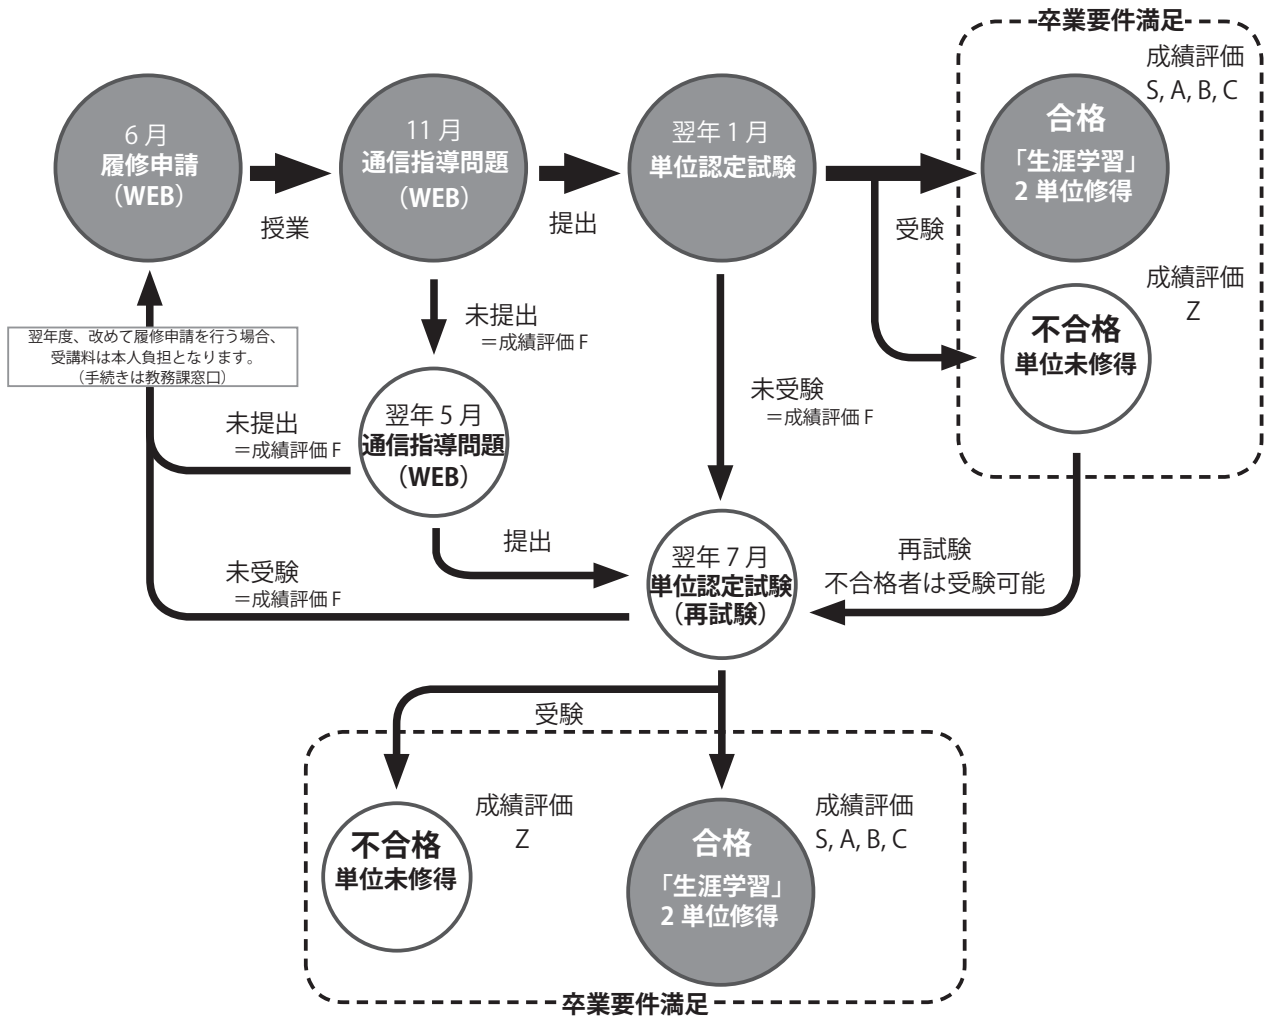 卒業要件満足
成績評価
S, A, B, C
6 月
履修申請
（WEB）
授業
11 月
通信指導問題
（WEB）
提出
翌年 1 月
単位認定試験
受験
合格
「生涯学習」
2 単位修得
成績評価
Z
不合格
単位未修得
翌年度、改めて履修申請を行う場合、
受講料は本人負担となります。
（手続きは教務課窓口）
未提出
＝成績評価 F
未提出
＝成績評価 F
翌年 5 月
通信指導問題
（WEB）
未受験
＝成績評価 F
提出
未受験
＝成績評価 F
翌年 7 月
単位認定試験
（再試験）
再試験
不合格者は受験可能
受験
不合格
単位未修得
成績評価
Z
合格
「生涯学習」
2 単位修得
成績評価
S, A, B, C
卒業要件満足